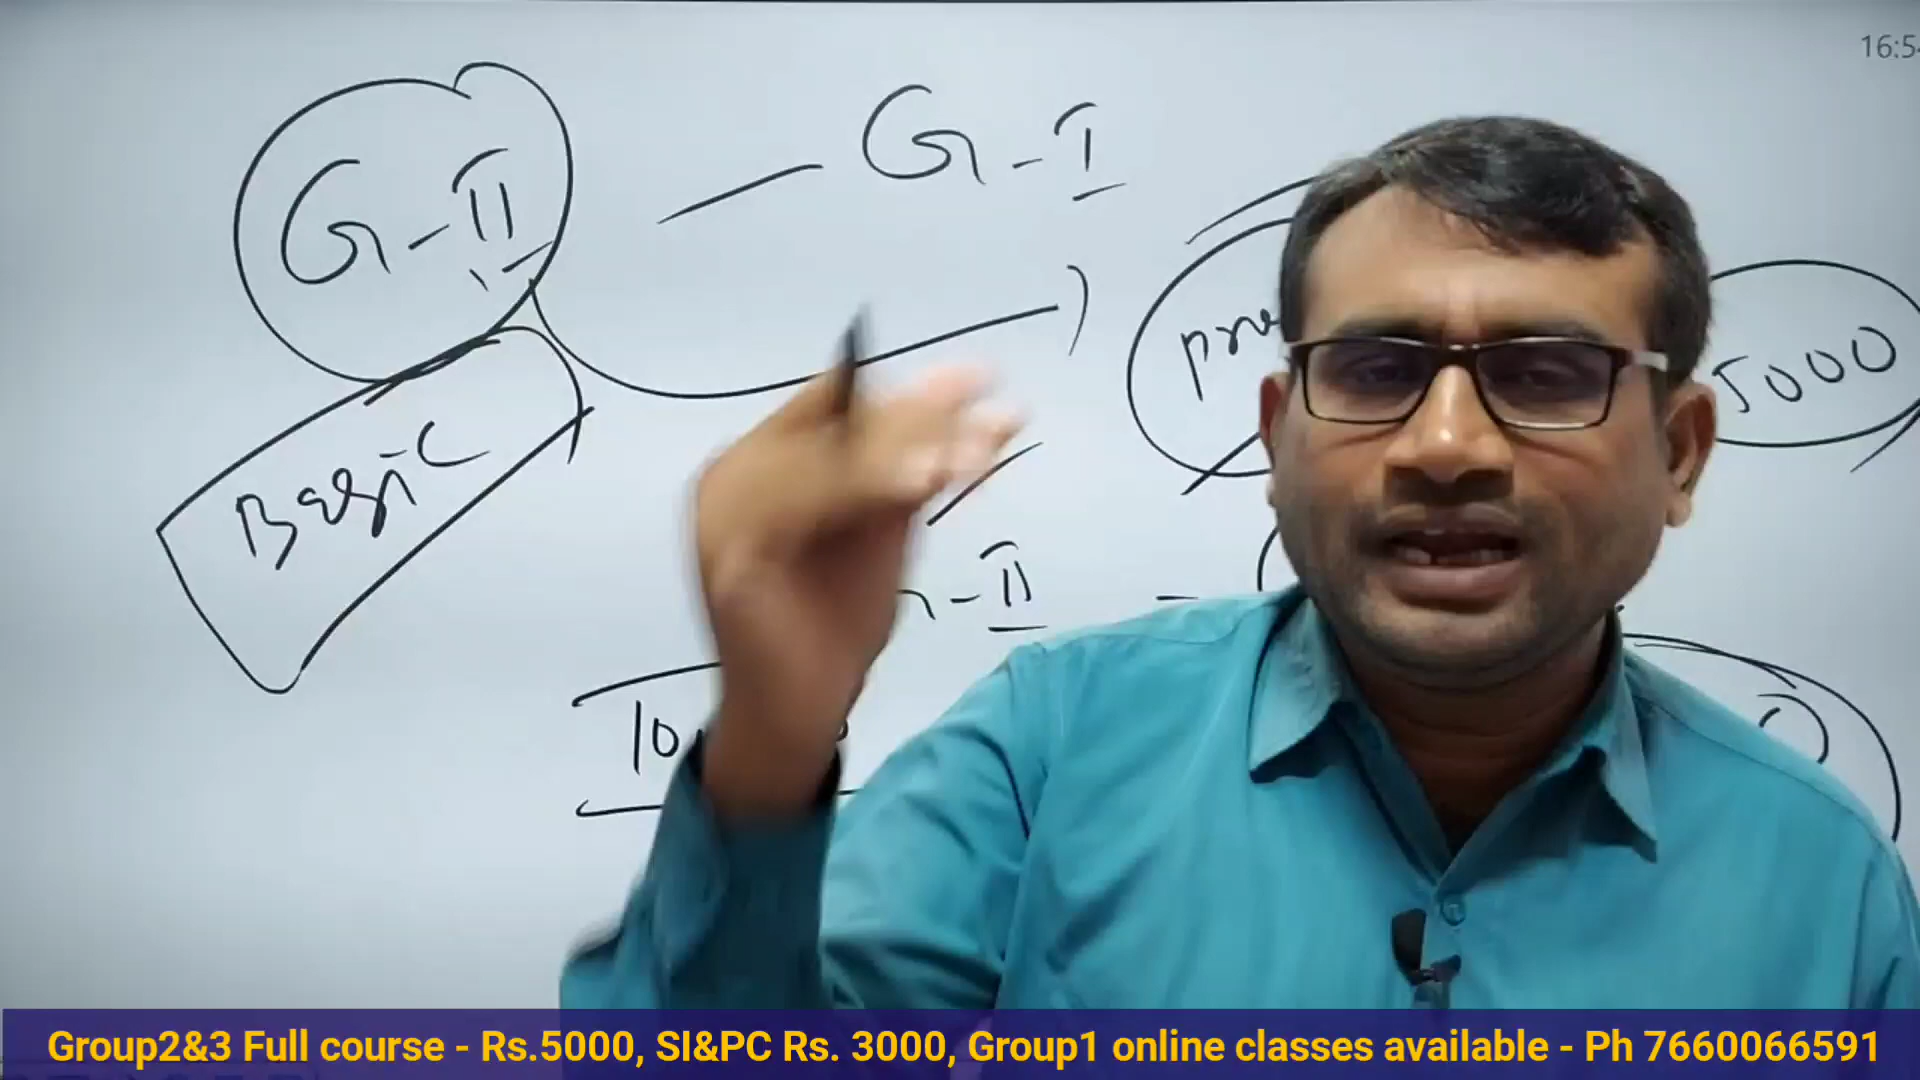 16:5
G-II
G-I
pre
5000
Basic
-II
10
Group2&3 Full course - Rs.5000, SI&PC Rs. 3000, Group1 online classes available - Ph 7660066591